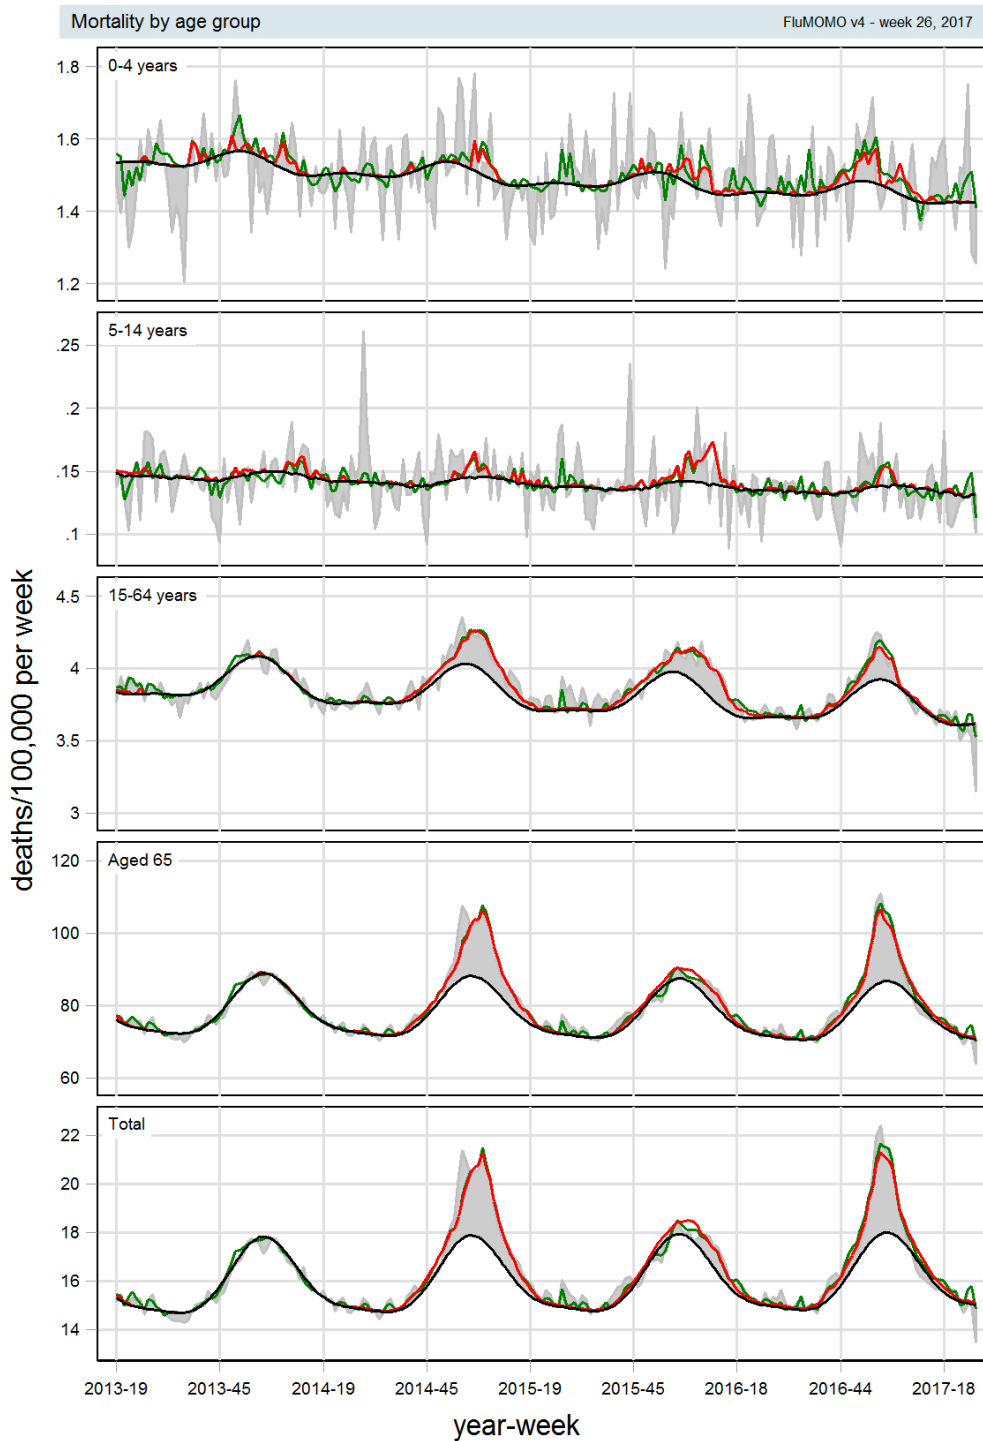 Mortality by age group
FluMOMO v4 - week 26, 2017
deaths/100,000 per week
0-4 years
1.8
1.6
1.4
1.2
5-14 years
.25
.2
.15
.1
15-64 years
4.5
4
3.5
3
Aged 65
120
100
80
60
Total
22
20
18
16
14
2013-19 2013-45 2014-19 2014-45 2015-19 2015-45 2016-18 2016-44 2017-18
year-week